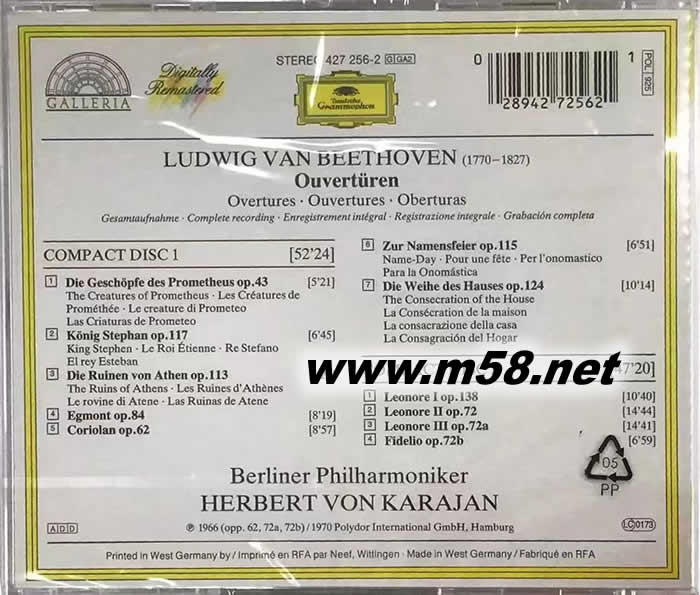 GALLERIA
Digitally
Remastered
STEREO 427 256-2 G GA2
Deutsche
Grammophon
0
28942 72562
1
POL 925
LUDWIG VAN BEETHOVEN (1770–1827)
Ouvertüren
Overtures · Ouvertures · Oberturas
Gesamtaufnahme · Complete recording · Enregistrement intégral · Registrazione integrale · Grabación completa
COMPACT DISC 1 [52'24]
1 Die Geschöpfe des Prometheus op.43 [5'21]
The Creatures of Prometheus · Les Créatures de
Prométhée · Le creature di Prometeo
Las Criaturas de Prometeo
2 König Stephan op.117 [6'45]
King Stephen · Le Roi Étienne · Re Stefano
El rey Esteban
3 Die Ruinen von Athen op.113
The Ruins of Athens · Les Ruines d'Athènes
Le rovine di Atene · Las Ruinas de Atene
4 Egmont op.84 [8'19]
5 Coriolan op.62 [8'57]
6 Zur Namensfeier op.115 [6'51]
Name-Day · Pour une fête · Per l'onomastico
Para la Onomástica
7 Die Weihe des Hauses op.124 [10'14]
The Consecration of the House
La Consécration de la maison
La consacrazione della casa
La Consagración del Hogar
www.m58.net
47'20]
1 Leonore I op.138 [10'40]
2 Leonore II op.72 [14'44]
3 Leonore III op.72a [14'41]
4 Fidelio op.72b [6'59]
05
PP
Berliner Philharmoniker
HERBERT VON KARAJAN
ADD
℗ 1966 (opp. 62, 72a, 72b) / 1970 Polydor International GmbH, Hamburg
LC 0173
Printed in West Germany by / Imprimé en RFA par Neef, Wittingen · Made in West Germany / Fabriqué en RFA